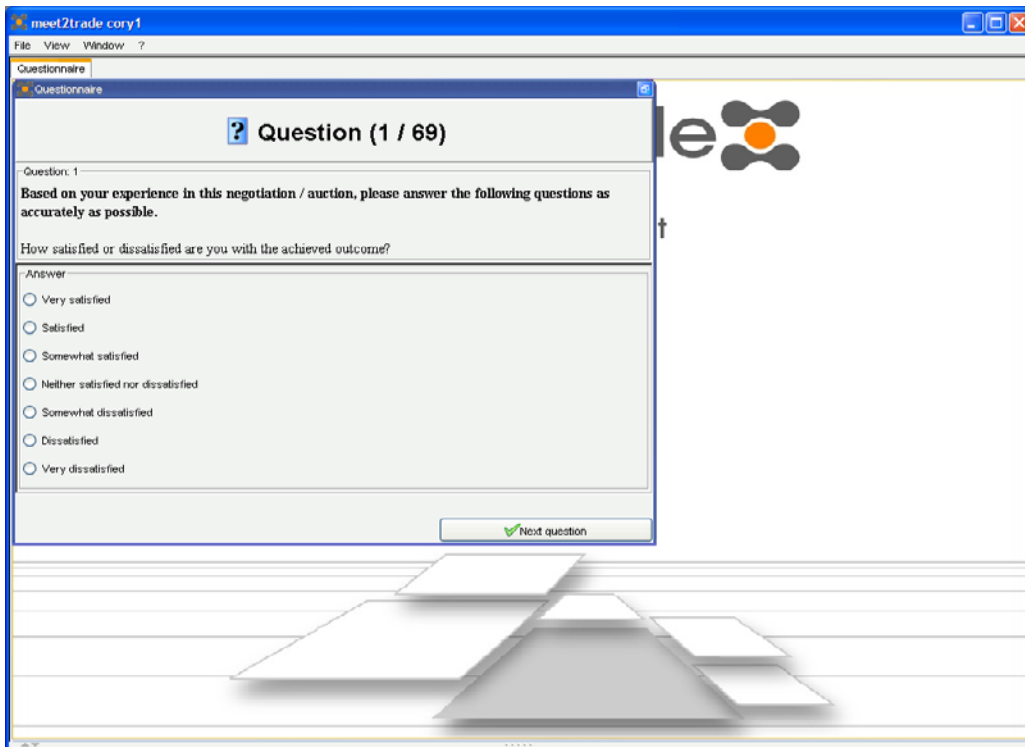 meet2trade cory1
File View Window ?
Questionnaire
Questionnaire
? Question (1 / 69)
Question: 1
Based on your experience in this negotiation / auction, please answer the following questions as
accurately as possible.
How satisfied or dissatisfied are you with the achieved outcome?
Answer
Very satisfied
Satisfied
Somewhat satisfied
Neither satisfied nor dissatisfied
Somewhat dissatisfied
Dissatisfied
Very dissatisfied
Next question
de
t